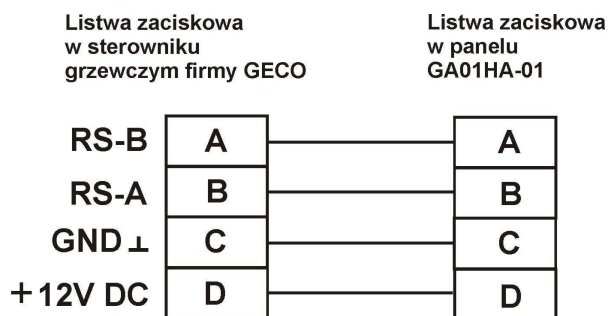 Listwa zaciskowa
w sterowniku
grzewczym firmy GECO
Listwa zaciskowa
w panelu
GA01HA-01
RS-B A A
RS-A B B
GND ⊥ C C
+12V DC D D